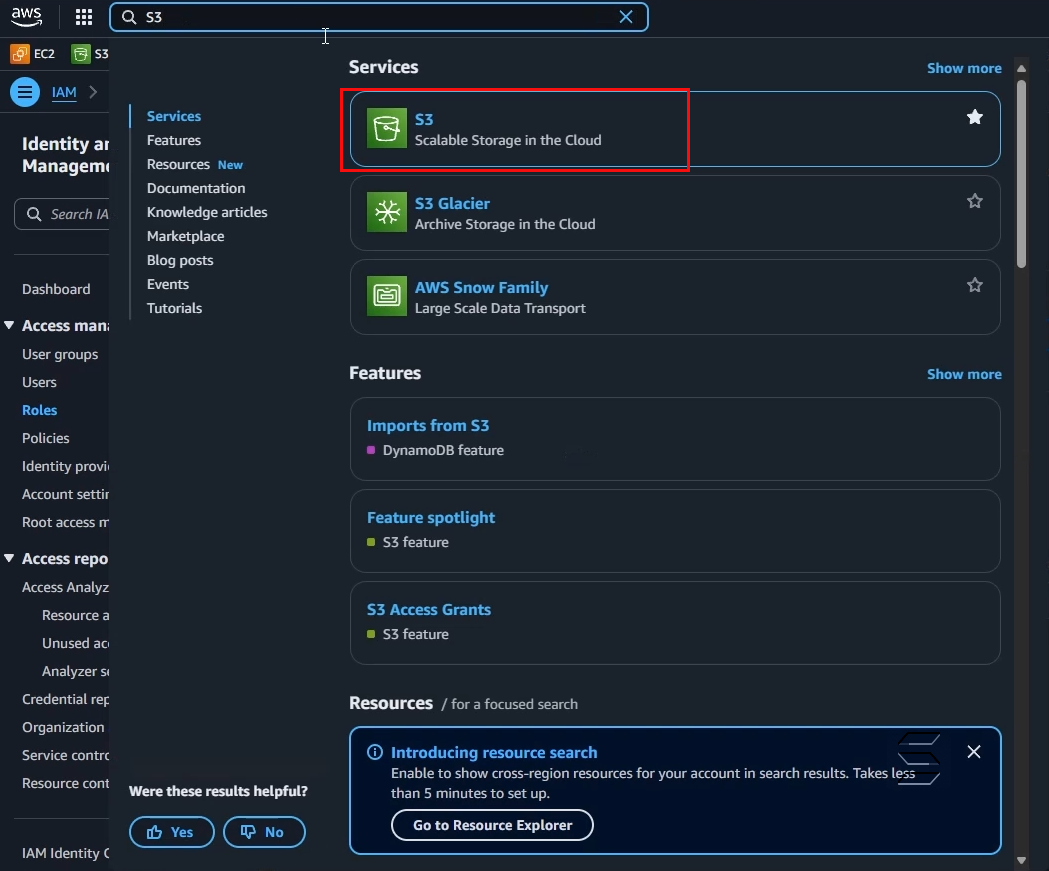 aws
S3
EC2
S3
IAM
Identity ar
Manageme
Search IA
Dashboard
Access mana
User groups
Users
Roles
Policies
Identity provi
Account settin
Root access m
Access repo
Access Analyz
Resource a
Unused acc
Analyzer se
Credential rep
Organization
Service contro
Resource cont
IAM Identity C
Services
Features
Resources New
Documentation
Knowledge articles
Marketplace
Blog posts
Events
Tutorials
Were these results helpful?
Yes
No
Services
Show more
S3
Scalable Storage in the Cloud
S3 Glacier
Archive Storage in the Cloud
AWS Snow Family
Large Scale Data Transport
Features
Show more
Imports from S3
DynamoDB feature
Feature spotlight
S3 feature
S3 Access Grants
S3 feature
Resources / for a focused search
Introducing resource search
Enable to show cross-region resources for your account in search results. Takes less
than 5 minutes to set up.
Go to Resource Explorer